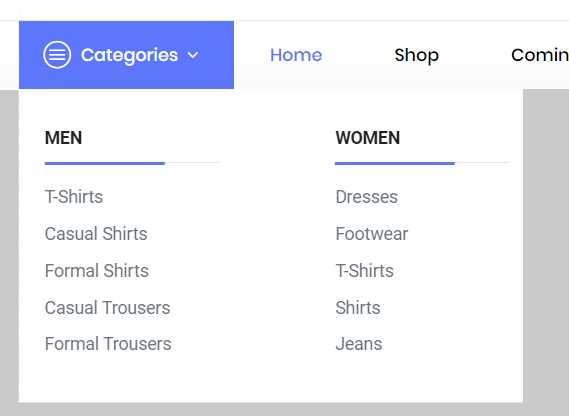 Categories Home Shop Comin
MEN
T-Shirts
Casual Shirts
Formal Shirts
Casual Trousers
Formal Trousers
WOMEN
Dresses
Footwear
T-Shirts
Shirts
Jeans